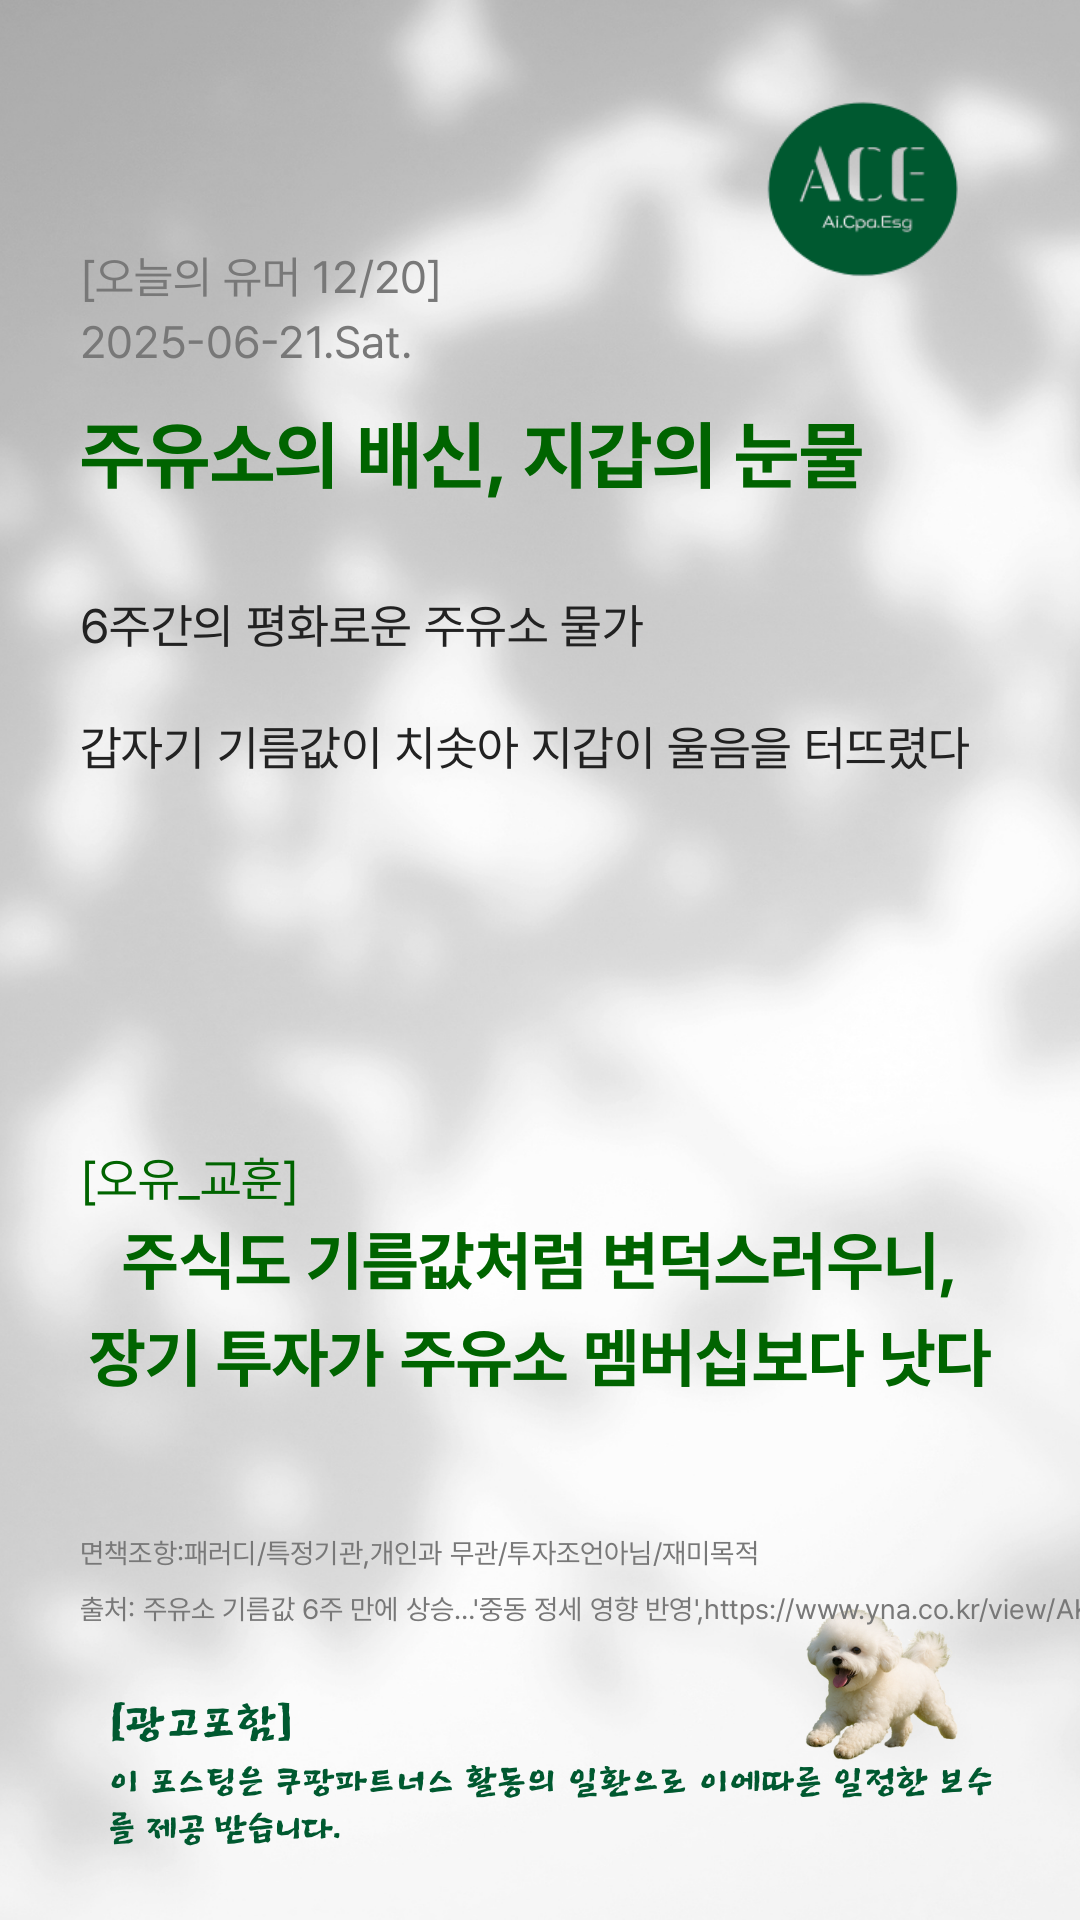 ACE
Ai.Cpa.Esg
[오늘의 유머 12/20]
2025-06-21.Sat.
주유소의 배신, 지갑의 눈물
6주간의 평화로운 주유소 물가
갑자기 기름값이 치솟아 지갑이 울음을 터뜨렸다
[오유_교훈]
주식도 기름값처럼 변덕스러우니,
장기 투자가 주유소 멤버십보다 낫다
면책조항:패러디/특정기관,개인과 무관/투자조언아님/재미목적
출처: 주유소 기름값 6주 만에 상승...'중동 정세 영향 반영',https://www.yna.co.kr/view/AK
[광고포함]
이 포스팅은 쿠팡파트너스 활동의 일환으로 이에따른 일정한 보수
를 제공 받습니다.